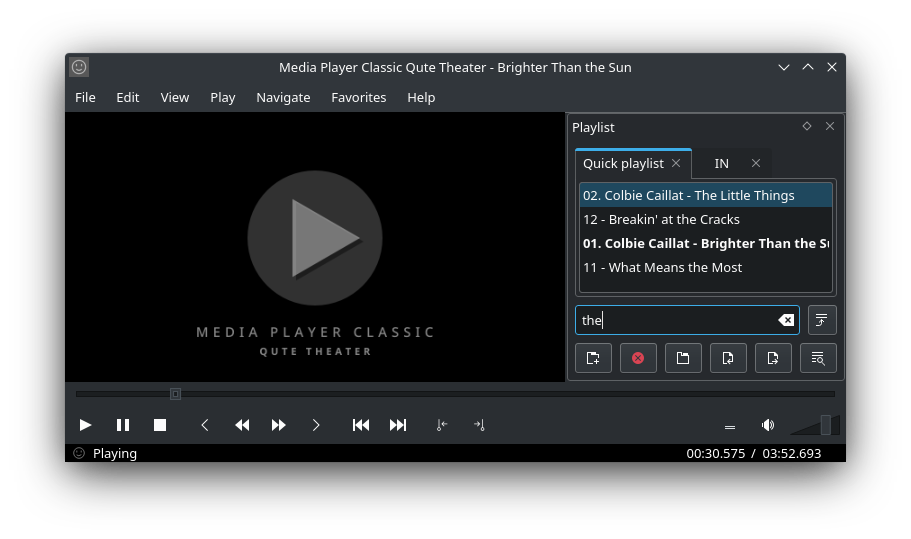 Media Player Classic Qute Theater - Brighter Than the Sun
File Edit View Play Navigate Favorites Help
Playlist
Quick playlist IN
02. Colbie Caillat - The Little Things
12 - Breakin' at the Cracks
01. Colbie Caillat - Brighter Than the
11 - What Means the Most
the
MEDIA PLAYER CLASSIC
QUTE THEATER
Playing 00:30.575 / 03:52.693